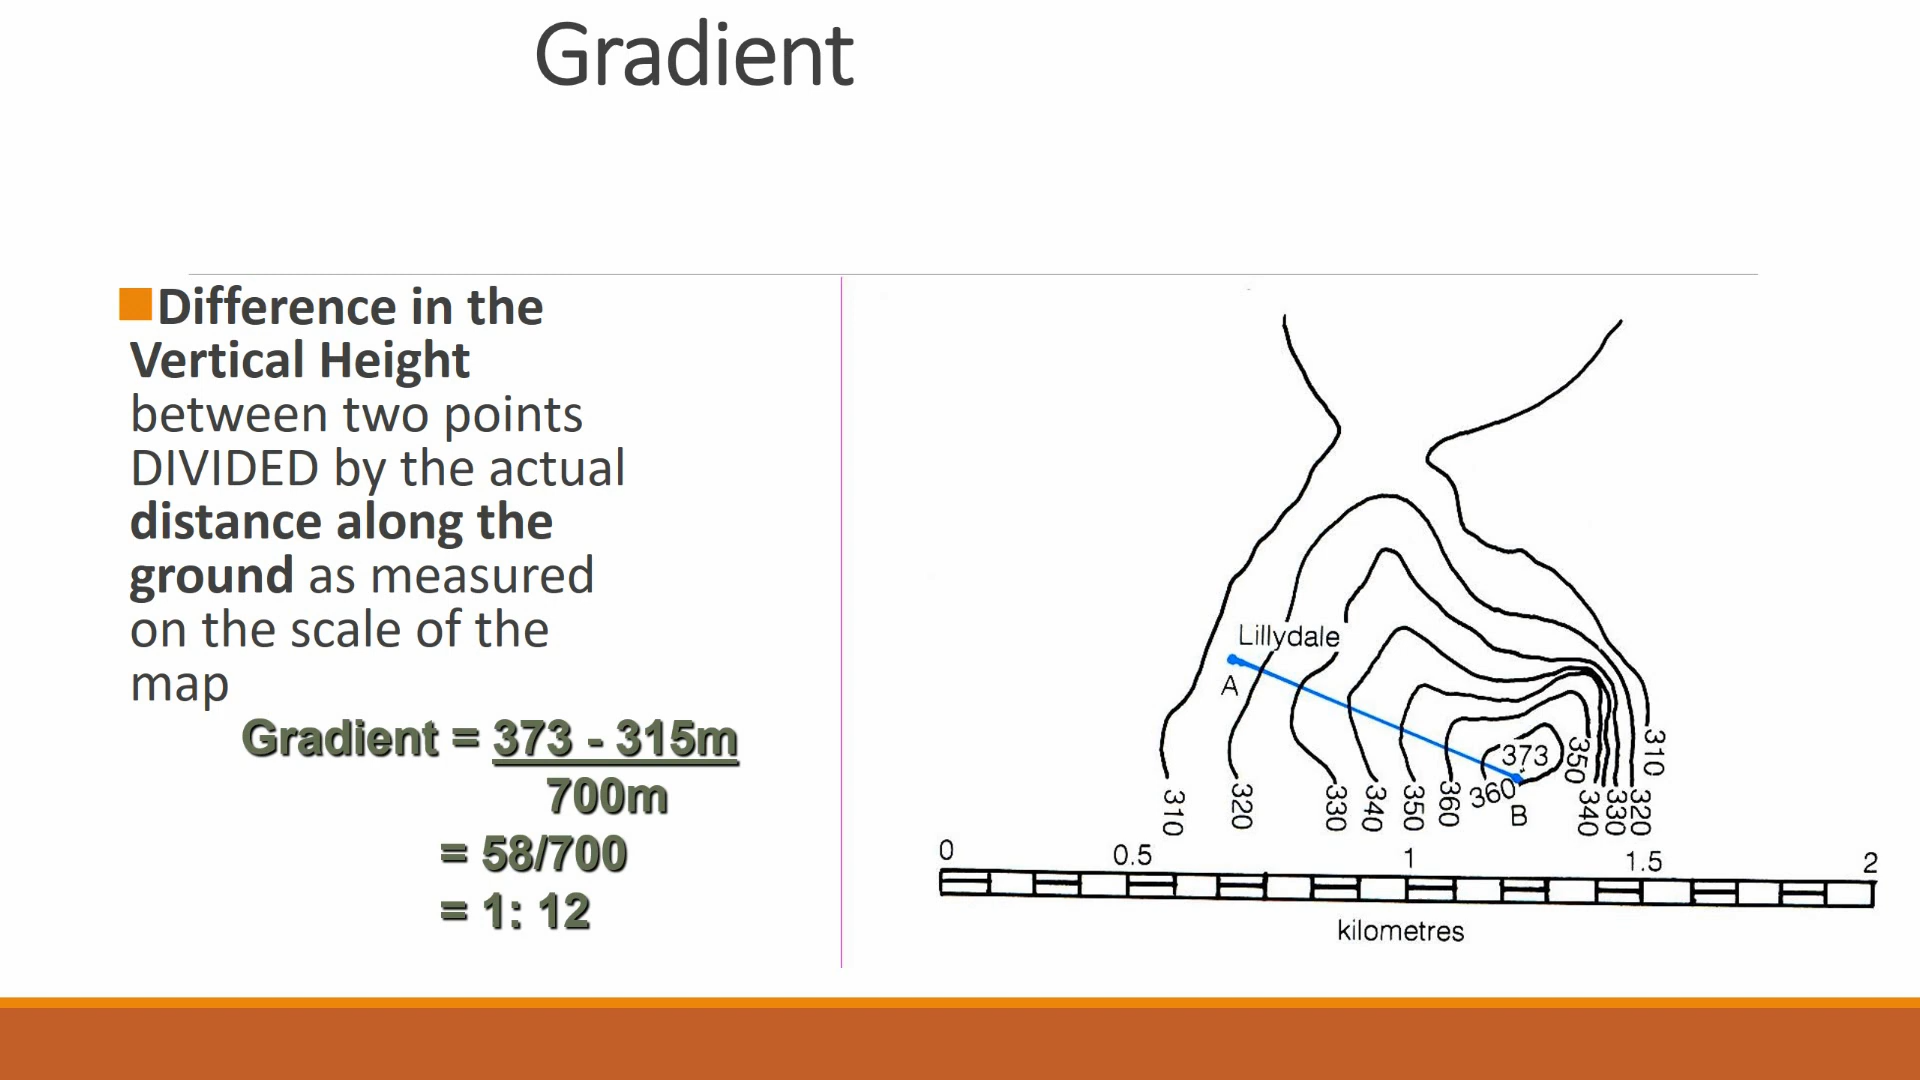 Gradient
Difference in the
Vertical Height
between two points
DIVIDED by the actual
distance along the
ground as measured
on the scale of the
map
Gradient = 373 - 315m
700m
= 58/700
= 1: 12
Lillydale
A
373
350
310
360
B
310
320
330
340
350
360
340
330
320
0
0.5
1
1.5
2
kilometres